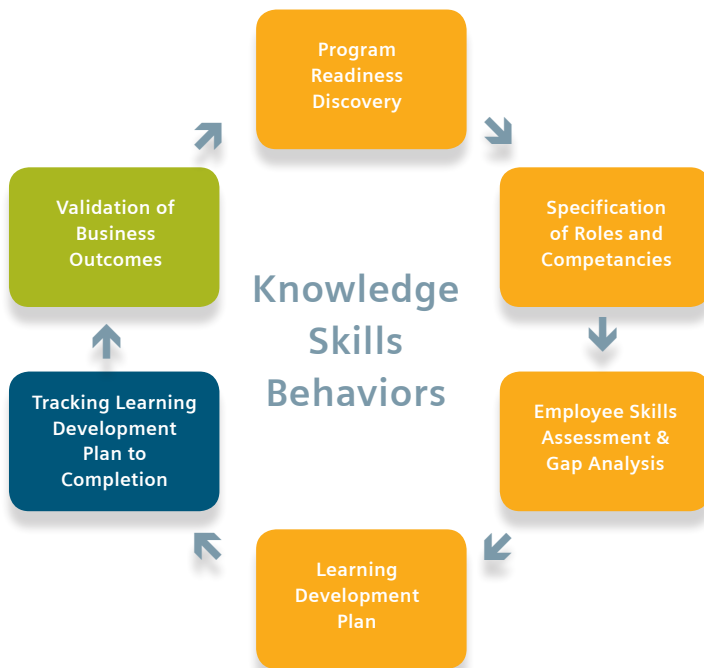 Program
Readiness
Discovery
Specification
of Roles and
Competancies
Employee Skills
Assessment &
Gap Analysis
Learning
Development
Plan
Tracking Learning
Development
Plan to
Completion
Validation of
Business
Outcomes
Knowledge
Skills
Behaviors